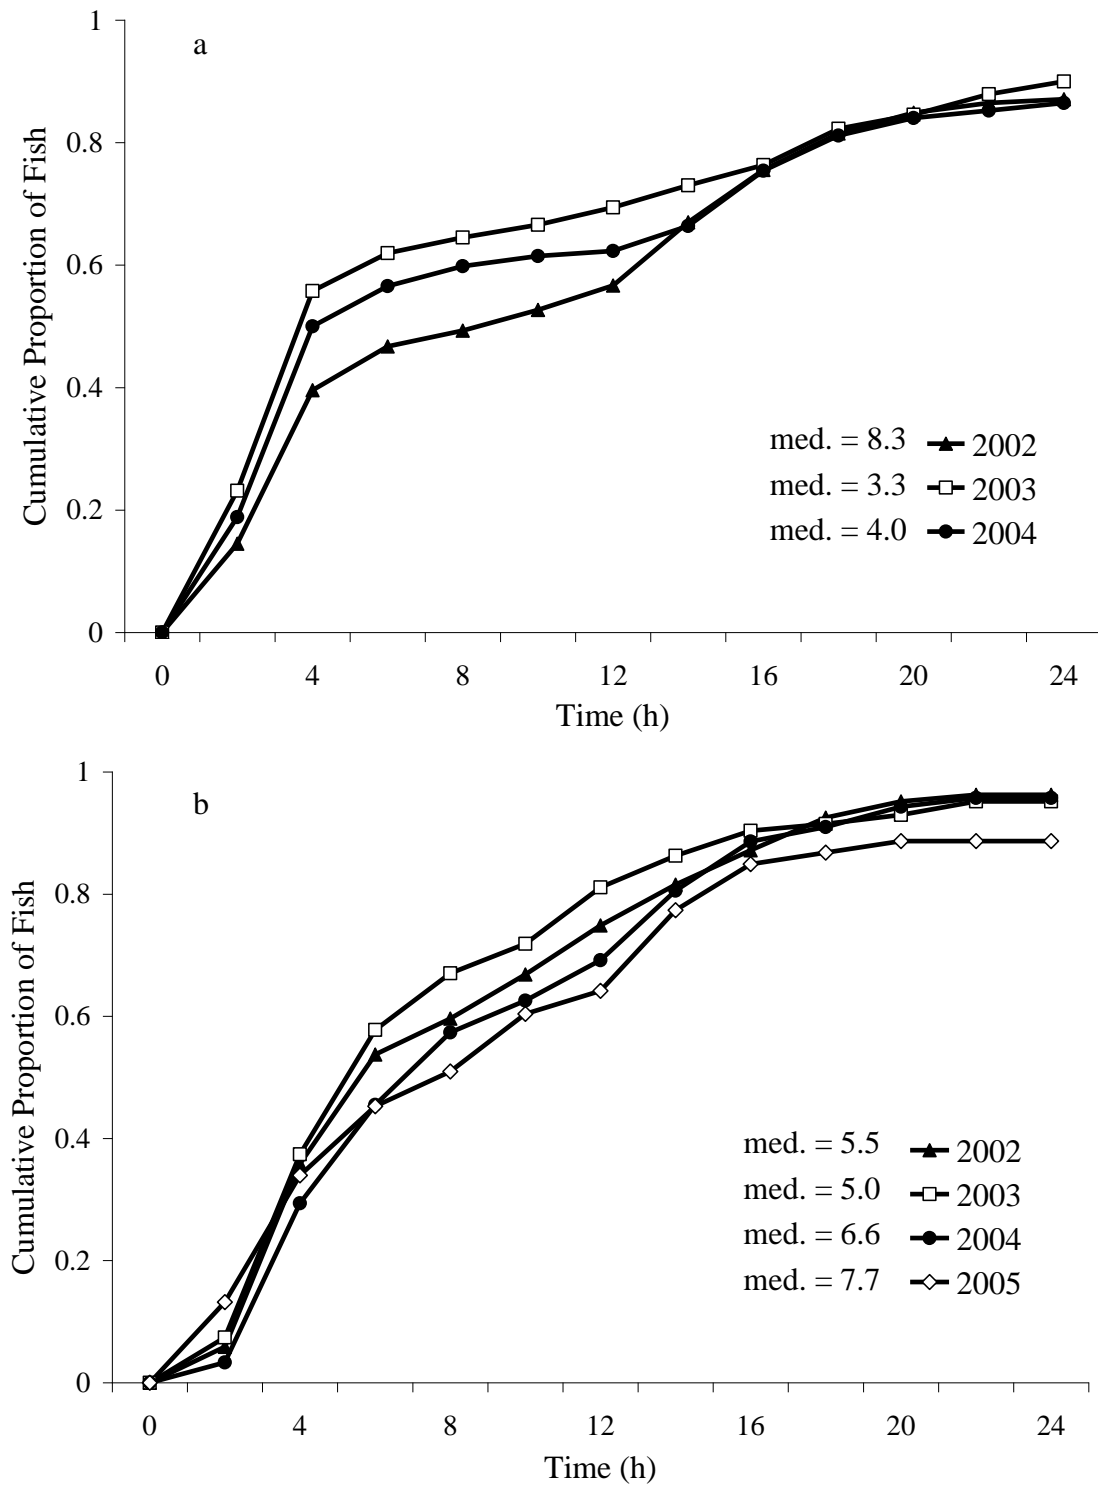 a
Cumulative Proportion of Fish
1
0.8
0.6
0.4
0.2
0
med. = 8.3 2002
med. = 3.3 2003
med. = 4.0 2004
0 4 8 12 16 20 24
Time (h)
b
Cumulative Proportion of Fish
1
0.8
0.6
0.4
0.2
0
med. = 5.5 2002
med. = 5.0 2003
med. = 6.6 2004
med. = 7.7 2005
0 4 8 12 16 20 24
Time (h)